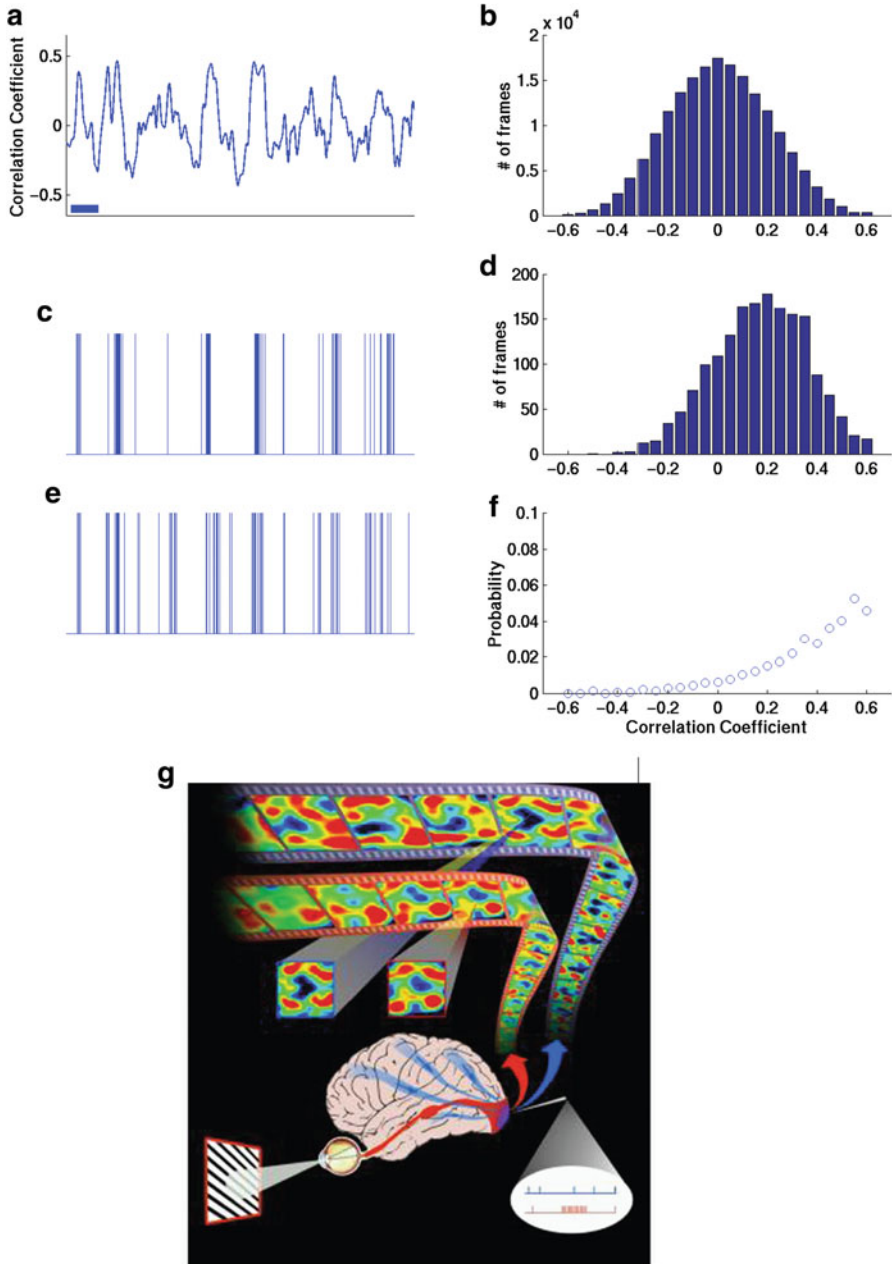 a
Correlation Coefficient
0.5
0
−0.5
b
# of frames
2 x 10^4
1.5
1
0.5
0
−0.6 −0.4 −0.2 0 0.2 0.4 0.6
c
d
# of frames
200
150
100
50
0
−0.6 −0.4 −0.2 0 0.2 0.4 0.6
e
f
Probability
0.1
0.08
0.06
0.04
0.02
0
−0.6 −0.4 −0.2 0 0.2 0.4 0.6
Correlation Coefficient
g